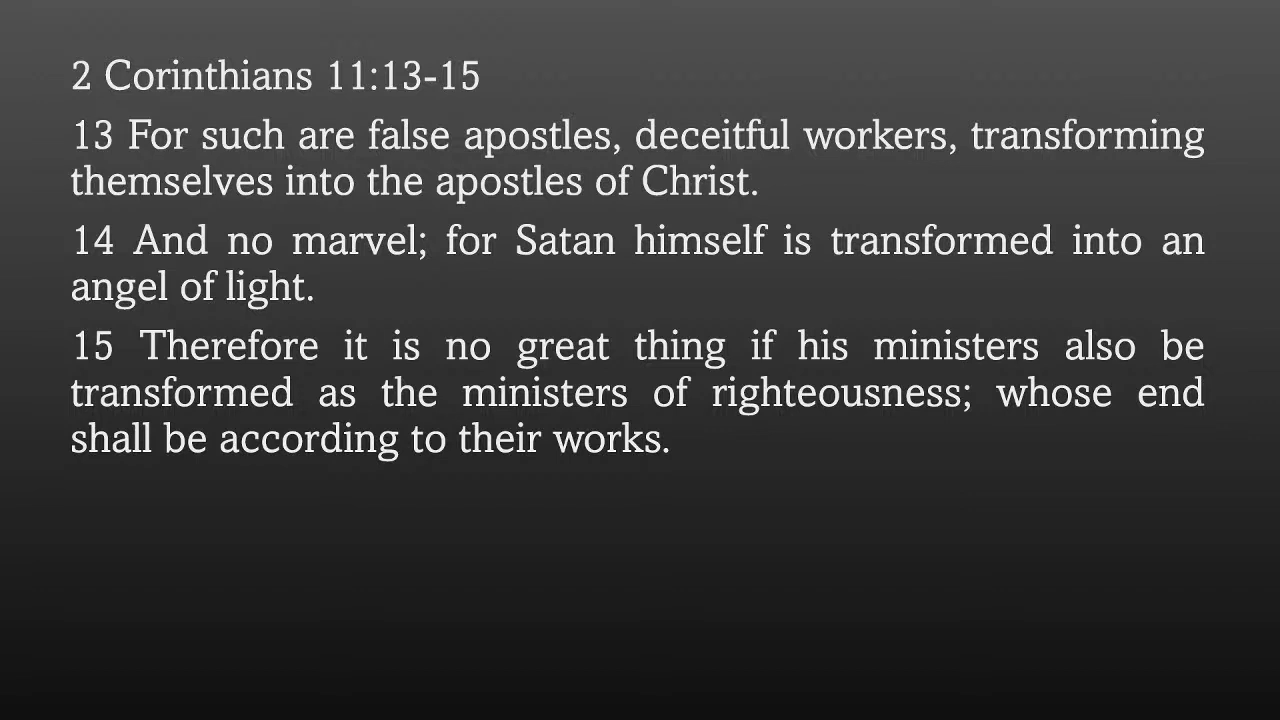 2 Corinthians 11:13-15
13 For such are false apostles, deceitful workers, transforming
themselves into the apostles of Christ.
14 And no marvel; for Satan himself is transformed into an
angel of light.
15 Therefore it is no great thing if his ministers also be
transformed as the ministers of righteousness; whose end
shall be according to their works.